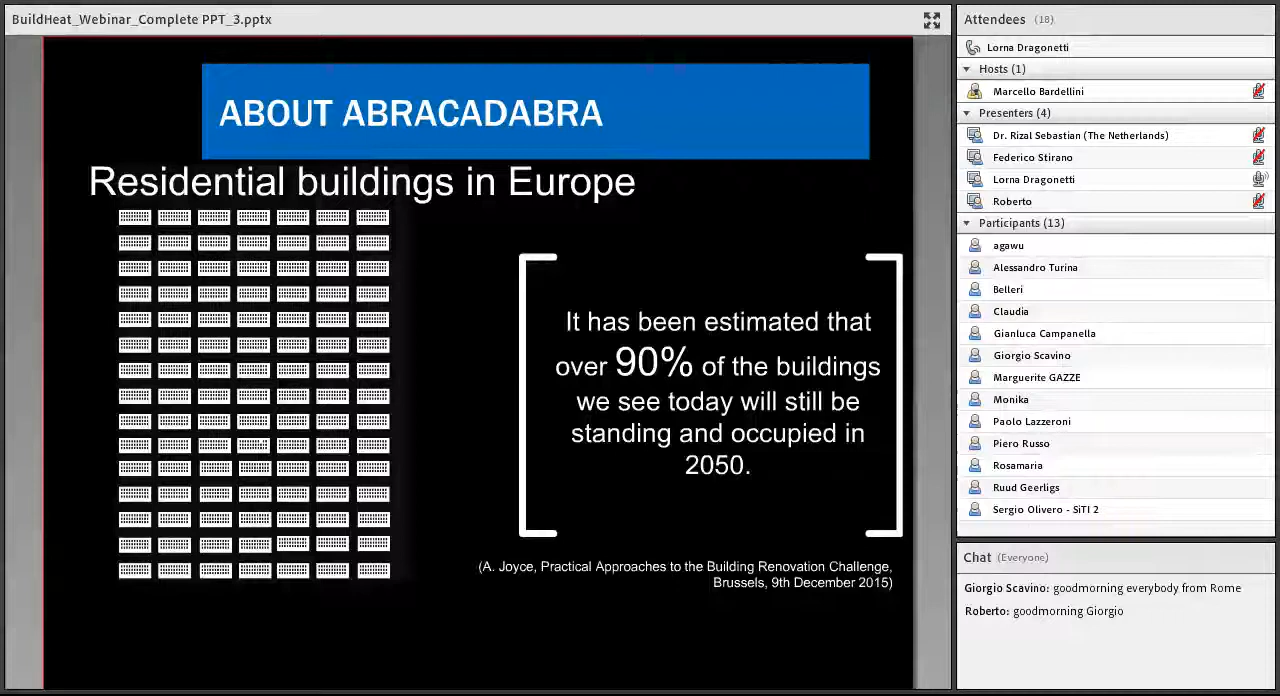 BuildHeat_Webinar_Complete PPT_3.pptx
ABOUT ABRACADABRA
Residential buildings in Europe
It has been estimated that
over 90% of the buildings
we see today will still be
standing and occupied in
2050.
(A. Joyce, Practical Approaches to the Building Renovation Challenge,
Brussels, 9th December 2015)
Attendees (18)
Lorna Dragonetti
Hosts (1)
Marcello Bardellini
Presenters (4)
Dr. Rizal Sebastian (The Netherlands)
Federico Stirano
Lorna Dragonetti
Roberto
Participants (13)
agawu
Alessandro Turina
Belleri
Claudia
Gianluca Campanella
Giorgio Scavino
Marguerite GAZZE
Monika
Paolo Lazzeroni
Piero Russo
Rosamaria
Ruud Geerligs
Sergio Olivero - SiTI 2
Chat (Everyone)
Giorgio Scavino: goodmorning everybody from Rome
Roberto: goodmorning Giorgio